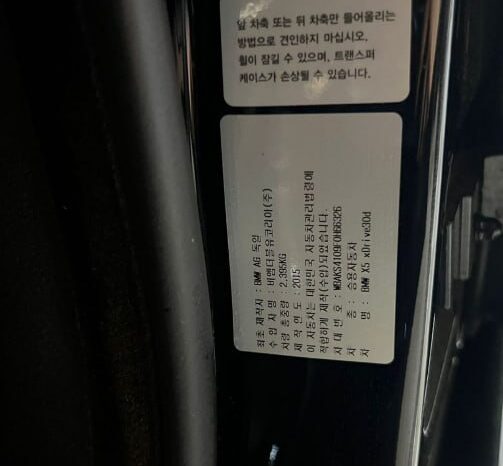 앞 차축 또는 뒤 차축만 들어올리는
방법으로 견인하지 마십시오.
휠이 잠길 수 있으며, 트랜스퍼
케이스가 손상될 수 있습니다.
최초 제작자 : BMW AG 독일
수 입 자 명 : 비엠더블유코리아(주)
차량 총중량 : 2,395KG
제 작 연 도 : 2015
이 자동차는 대한민국 자동차관리법령에
적합하게 제작(수입)되었습니다.
차 대 번 호 : WBAKS4109F0H66326
차 종 : 승용자동차
차 명 : BMW X5 xDrive30d